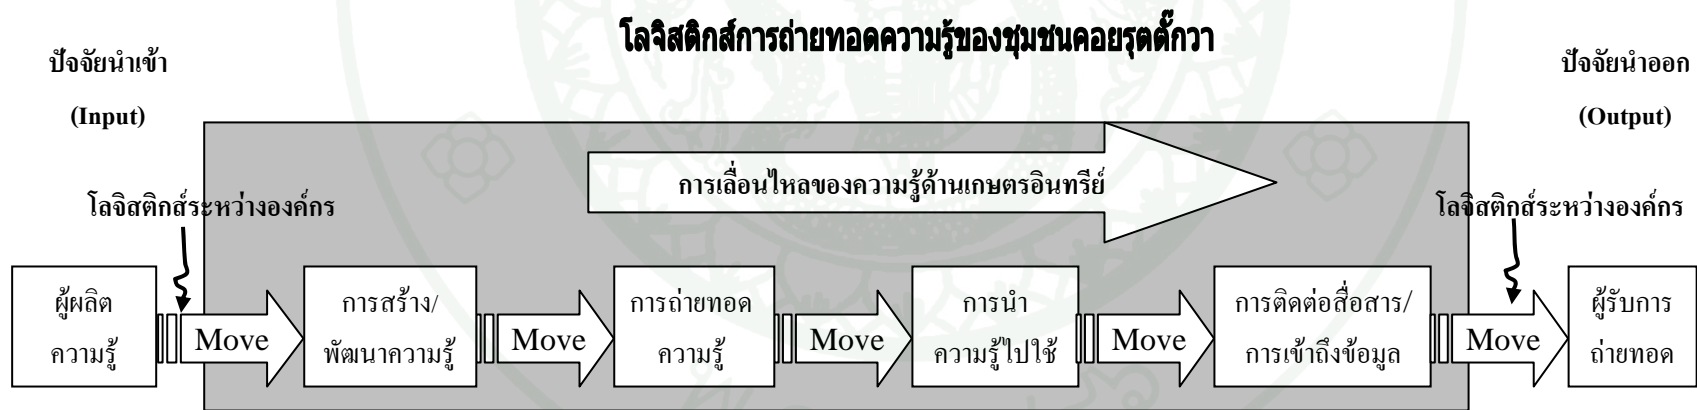 โลจิสติกส์การถ่ายทอดความรู้ของชุมชนคอยรุตตั๊กวา
ปัจจัยนำเข้า
(Input)
ปัจจัยนำออก
(Output)
การเลื่อนไหลของความรู้ด้านเกษตรอินทรีย์
โลจิสติกส์ระหว่างองค์กร
โลจิสติกส์ระหว่างองค์กร
ผู้ผลิต
ความรู้
Move
การสร้าง/
พัฒนาความรู้
Move
การถ่ายทอด
ความรู้
Move
การนำ
ความรู้ไปใช้
Move
การติดต่อสื่อสาร/
การเข้าถึงข้อมูล
Move
ผู้รับการ
ถ่ายทอด